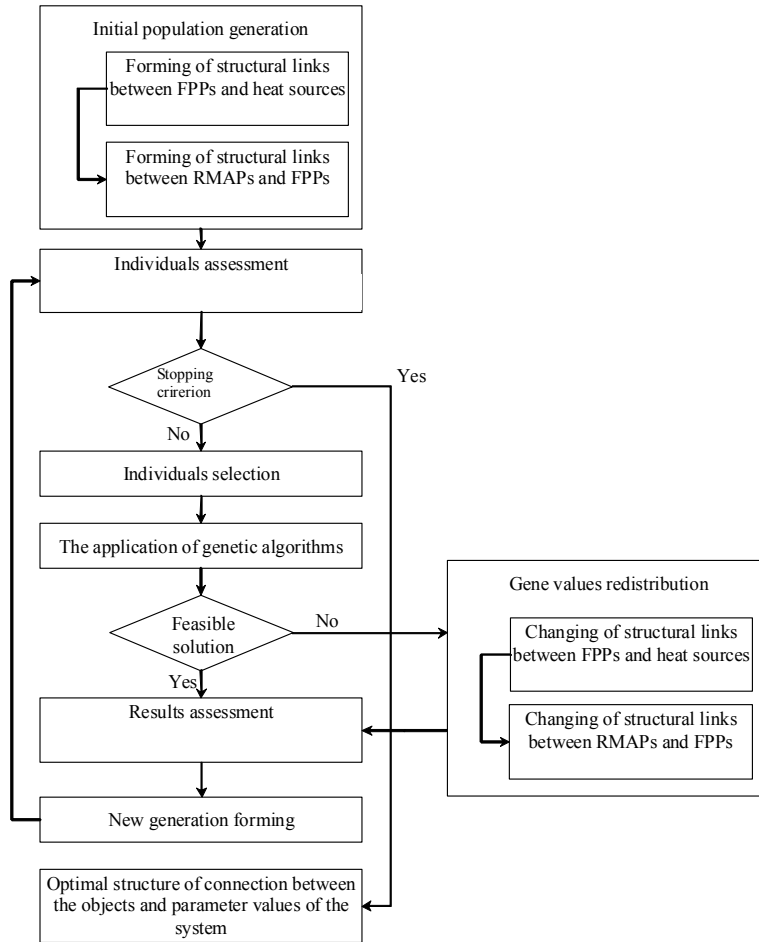 Initial population generation
Forming of structural links
between FPPs and heat sources
Forming of structural links
between RMAPs and FPPs
Individuals assessment
Stopping
crirerion
Yes
No
Individuals selection
The application of genetic algorithms
Feasible
solution
No
Yes
Gene values redistribution
Changing of structural links
between FPPs and heat sources
Changing of structural links
between RMAPs and FPPs
Results assessment
New generation forming
Optimal structure of connection between
the objects and parameter values of the
system